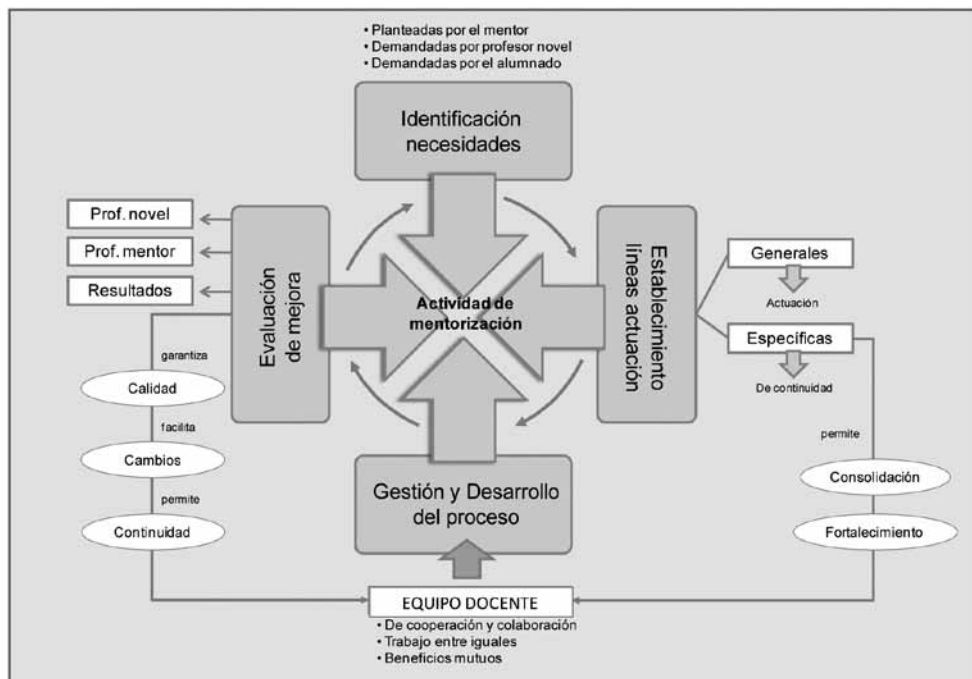 • Planteadas por el mentor
• Demandadas por profesor novel
• Demandadas por el alumnado
Identificación
necesidades
Prof. novel
Prof. mentor
Resultados
Evaluación
de mejora
Actividad de
mentorización
Establecimiento
líneas actuación
Generales
Actuación
Específicas
De continuidad
garantiza
Calidad
facilita
Cambios
permite
Continuidad
permite
Consolidación
Fortalecimiento
Gestión y Desarrollo
del proceso
EQUIPO DOCENTE
• De cooperación y colaboración
• Trabajo entre iguales
• Beneficios mutuos